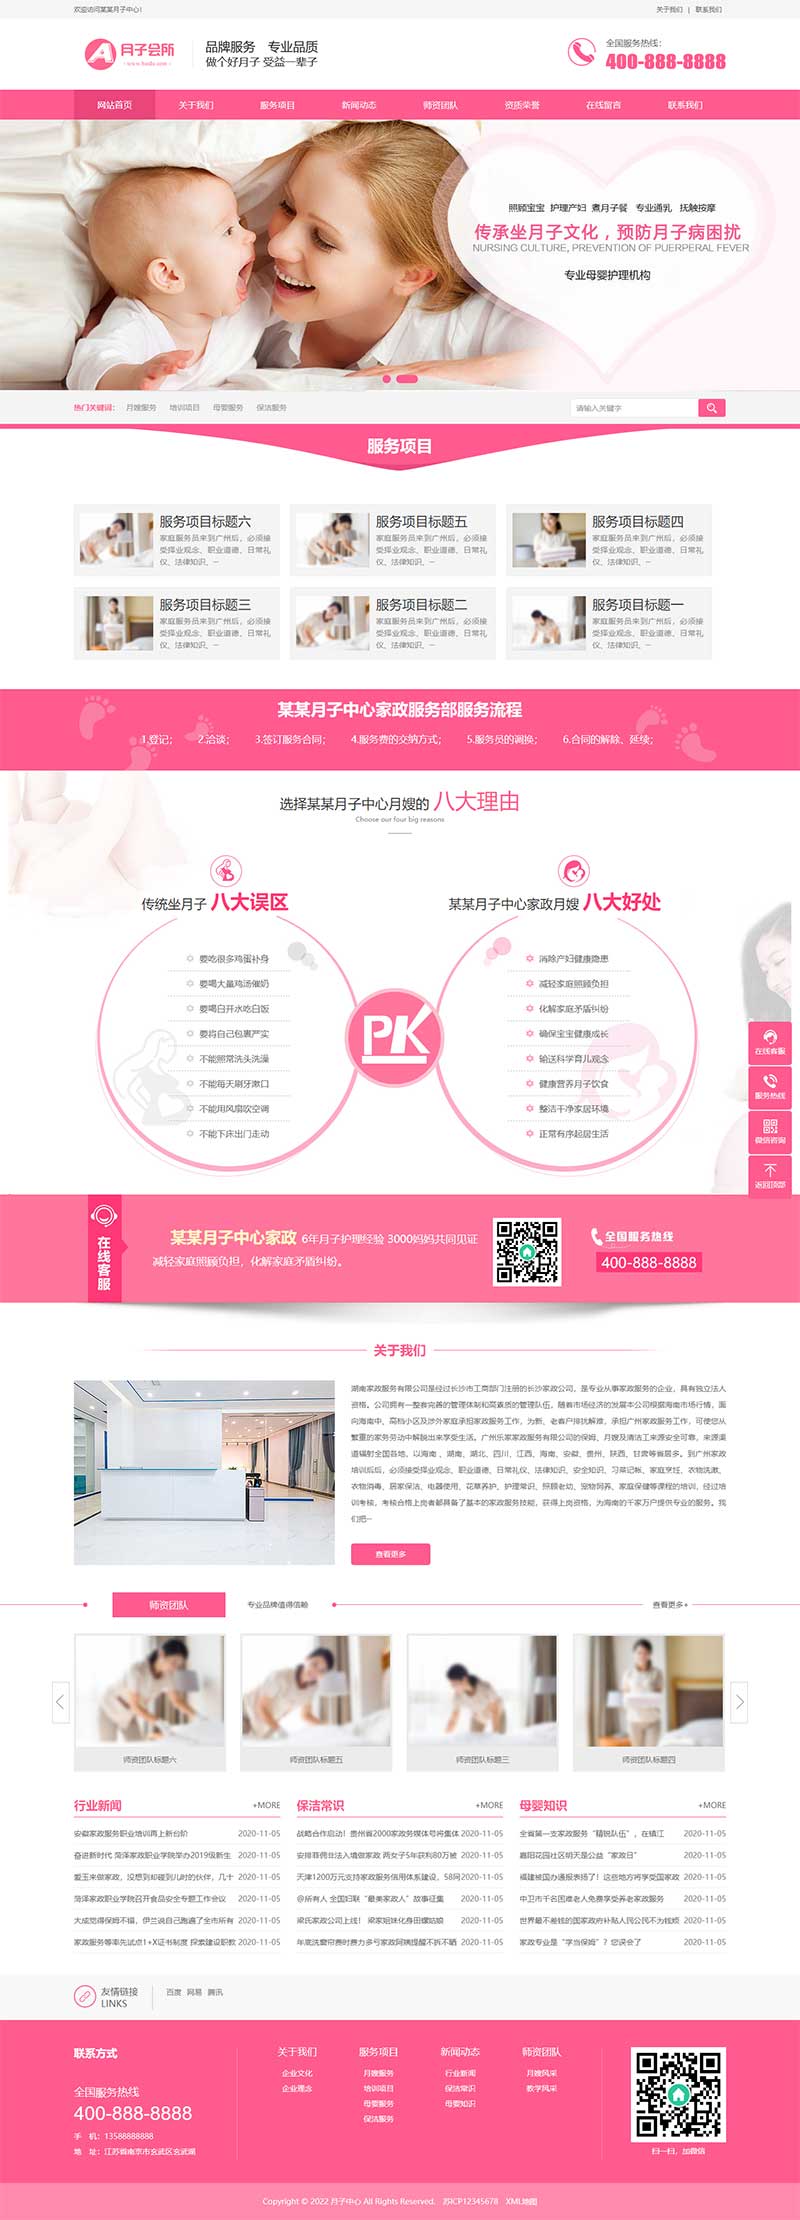 欢迎访问某某月子中心!
关于我们 | 联系我们
月子会所
品牌服务 专业品质
做个好月子 受益一辈子
全国服务热线:
400-888-8888
网站首页 关于我们 服务项目 新闻动态 师资团队 资质荣誉 在线留言 联系我们
照顾宝宝 护理产妇 煮月子餐 专业通乳 抚触按摩
传承坐月子文化，预防月子病困扰
NURSING CULTURE, PREVENTION OF PUERPERAL FEVER
专业母婴护理机构
热门关键词: 月嫂服务 培训项目 母婴服务 保洁服务
请输入关键字
服务项目
服务项目标题六
家庭服务员来到广州后，必须接
受择业观念、职业道德、日常礼
仪、法律知识、···
服务项目标题五
家庭服务员来到广州后，必须接
受择业观念、职业道德、日常礼
仪、法律知识、···
服务项目标题四
家庭服务员来到广州后，必须接
受择业观念、职业道德、日常礼
仪、法律知识、···
服务项目标题三
家庭服务员来到广州后，必须接
受择业观念、职业道德、日常礼
仪、法律知识、···
服务项目标题二
家庭服务员来到广州后，必须接
受择业观念、职业道德、日常礼
仪、法律知识、···
服务项目标题一
家庭服务员来到广州后，必须接
受择业观念、职业道德、日常礼
仪、法律知识、···
某某月子中心家政服务部服务流程
1.登记; 2.洽谈; 3.签订服务合同; 4.服务费的交纳方式; 5.服务员的调换; 6.合同的解除、延续;
选择某某月子中心月嫂的 八大理由
Choose our four big reasons
传统坐月子 八大误区
要吃很多鸡蛋补身
要喝大量鸡汤催奶
要喝白开水吃白饭
要将自己包裹严实
不能照常洗头洗澡
不能每天刷牙漱口
不能用风扇吹空调
不能下床出门走动
PK
某某月子中心家政月嫂 八大好处
消除产妇健康隐患
减轻家庭照顾负担
化解家庭矛盾纠纷
确保宝宝健康成长
输送科学育儿观念
健康营养月子饮食
整洁干净家居环境
正常有序起居生活
在线客服
服务热线
微信咨询
返回顶部
在线客服
某某月子中心家政 6年月子护理经验 3000妈妈共同见证
减轻家庭照顾负担，化解家庭矛盾纠纷。
全国服务热线
400-888-8888
关于我们
湖南家政服务有限公司是经过长沙市工商部门注册的长沙家政公司，是专业从事家政服务的企业，具有独立法人
资格。公司拥有一整套完善的管理体制和高素质的管理队伍。随着市场经济的发展本公司根据海南市场行情，面
向海南中、高档小区及涉外家庭承担家政服务工作，为新、老客户排扰解难，承担广州家政服务工作，可使您从
繁重的家务劳动中解脱出来享受生活。广州乐家家政服务有限公司的保姆、月嫂及清洁工来源安全可靠，来源渠
道辐射全国各地，以海南 、湖南、湖北、四川、江西、海南、安徽、贵州、陕西、甘肃等省居多。到广州家政
培训后后，必须接受择业观念、职业道德、日常礼仪、法律知识、安全知识、习菜记帐、家庭烹饪、衣物洗漱、
衣物消毒、居家保洁、电器使用、花草养护、护理常识、照顾老幼、宠物饲养、家庭保健等课程的培训，经过培
训考核，考核合格上岗者都具备了基本的家政服务技能，获得上岗资格，为海南的千家万户提供专业的服务。我
们把···
查看更多
师资团队 专业品牌值得信赖 查看更多+
师资团队标题六
师资团队标题五
师资团队标题三
师资团队标题四
行业新闻 +MORE
安徽家政服务职业培训再上新台阶 2020-11-05
奋进新时代 菏泽家政职业学院举办2019级新生 2020-11-05
爱玉来做家政，没想到却碰到儿时的伙伴，几十 2020-11-05
菏泽家政职业学院召开食品安全专题工作会议 2020-11-05
大成觉得保姆不错，伊兰说自己跑遍了全市所有 2020-11-05
家政服务等率先试点1+X证书制度 探索建设职教 2020-11-05
保洁常识 +MORE
战略合作启动！贵州省2000家政务媒体号将集体 2020-11-05
安排菲佣非法入境做家政 两女子5年获利80万被 2020-11-05
天津1200万元支持家政服务信用体系建设，58同 2020-11-05
@所有人 全国妇联“最美家政人”故事征集 2020-11-05
梁氏家政公司上线！ 梁家姐妹化身田螺姑娘 2020-11-05
年底洗窗帘赛时费力多亏家政阿姨提醒不拆不晒 2020-11-05
母婴知识 +MORE
全省第一支家政服务“精锐队伍”，在镇江 2020-11-05
襄阳花园社区明天是公益“家政日” 2020-11-05
福建被国办通报表扬了！这些地方将享受国家政 2020-11-05
中卫市千名困难老人免费享受养老家政服务 2020-11-05
世界最不差钱的国家政府补贴人民公民不为钱烦 2020-11-05
家政专业是“学当保姆”？您误会了 2020-11-05
友情链接
LINKS
百度 网易 腾讯
联系方式
全国服务热线
400-888-8888
手 机：13588888888
地 址：江苏省南京市玄武区玄武湖
关于我们
企业文化
企业理念
服务项目
月嫂服务
培训项目
母婴服务
保洁服务
新闻动态
行业新闻
保洁常识
母婴知识
师资团队
月嫂风采
教学风采
扫一扫，加微信
Copyright © 2022 月子中心 All Rights Reserved. 苏ICP12345678 XML地图